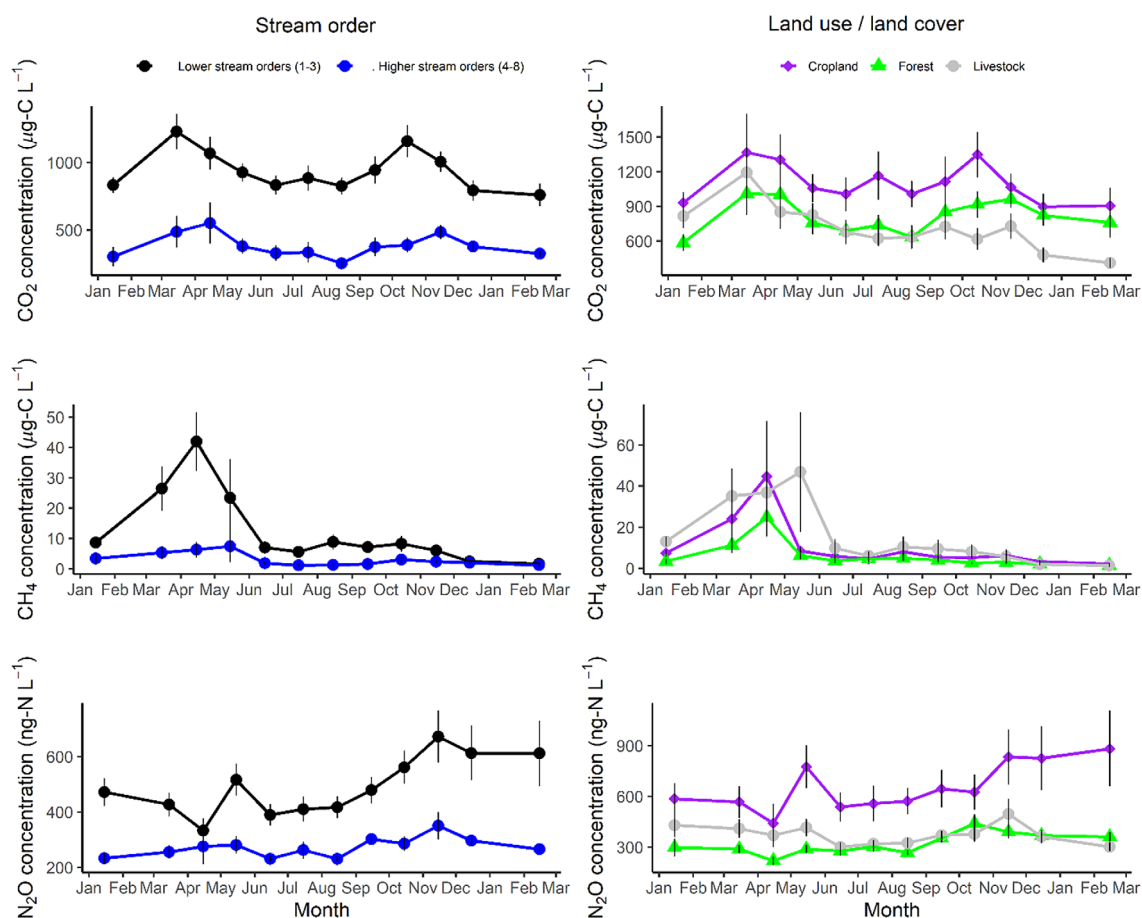 Stream order
Land use / land cover
Lower stream orders (1-3)
. Higher stream orders (4-8)
Cropland
Forest
Livestock
CO₂ concentration (μg-C L⁻¹)
1000
500
Jan Feb Mar Apr May Jun Jul Aug Sep Oct Nov Dec Jan Feb Mar
CO₂ concentration (μg-C L⁻¹)
1500
1200
900
600
Jan Feb Mar Apr May Jun Jul Aug Sep Oct Nov Dec Jan Feb Mar
CH₄ concentration (μg-C L⁻¹)
50
40
30
20
10
0
Jan Feb Mar Apr May Jun Jul Aug Sep Oct Nov Dec Jan Feb Mar
CH₄ concentration (μg-C L⁻¹)
60
40
20
0
Jan Feb Mar Apr May Jun Jul Aug Sep Oct Nov Dec Jan Feb Mar
N₂O concentration (ng-N L⁻¹)
600
400
200
Jan Feb Mar Apr May Jun Jul Aug Sep Oct Nov Dec Jan Feb Mar
Month
N₂O concentration (ng-N L⁻¹)
900
600
300
Jan Feb Mar Apr May Jun Jul Aug Sep Oct Nov Dec Jan Feb Mar
Month